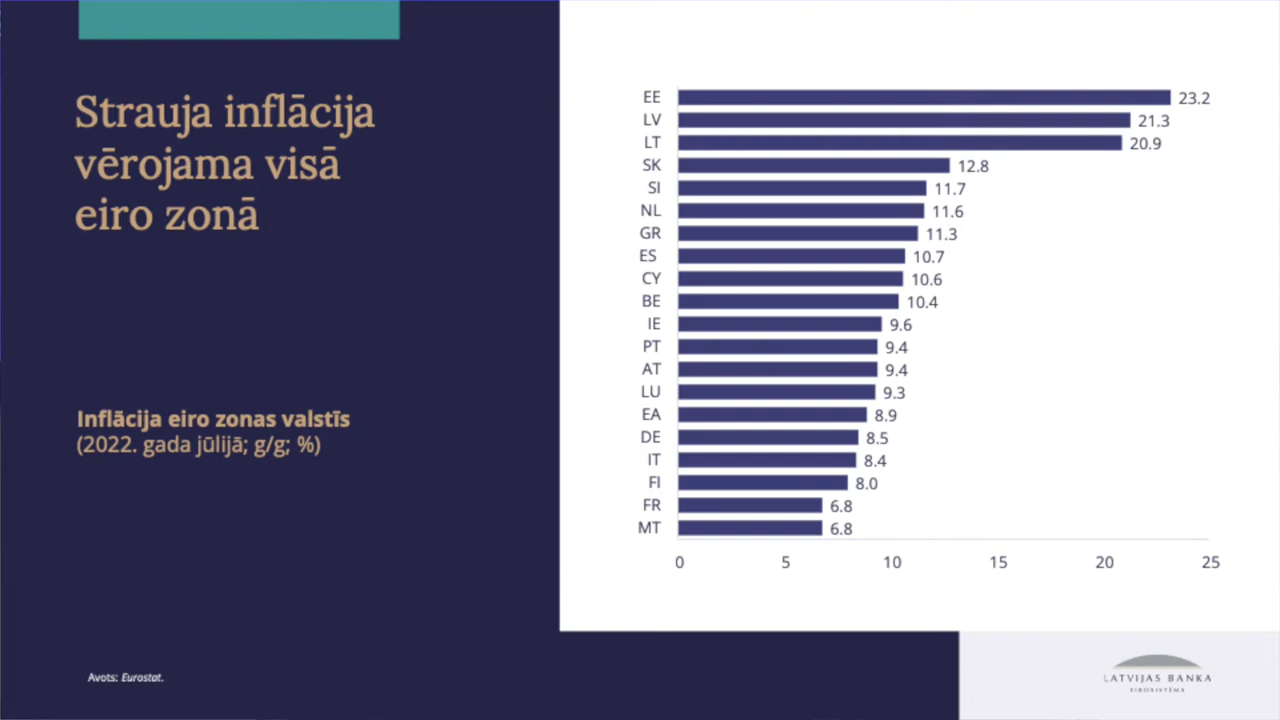 Strauja inflācija
vērojama visā
eiro zonā
Inflācija eiro zonas valstīs
(2022. gada jūlijā; g/g; %)
EE 23.2
LV 21.3
LT 20.9
SK 12.8
SI 11.7
NL 11.6
GR 11.3
ES 10.7
CY 10.6
BE 10.4
IE 9.6
PT 9.4
AT 9.4
LU 9.3
EA 8.9
DE 8.5
IT 8.4
FI 8.0
FR 6.8
MT 6.8
0 5 10 15 20 25
Avots: Eurostat.
LATVIJAS BANKA
EIROSISTĒMA